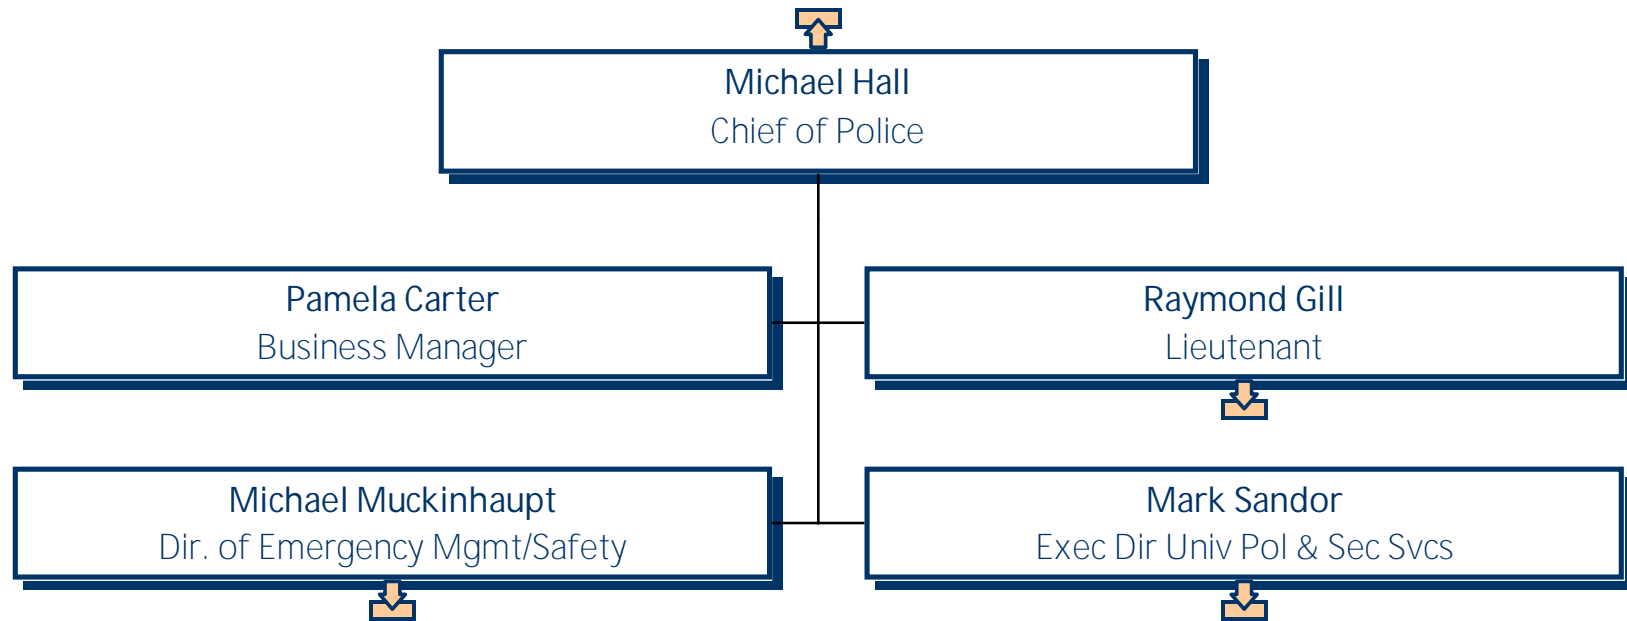 Michael Hall
Chief of Police
Pamela Carter
Business Manager
Raymond Gill
Lieutenant
Michael Muckinhaupt
Dir. of Emergency Mgmt/Safety
Mark Sandor
Exec Dir Univ Pol & Sec Svcs